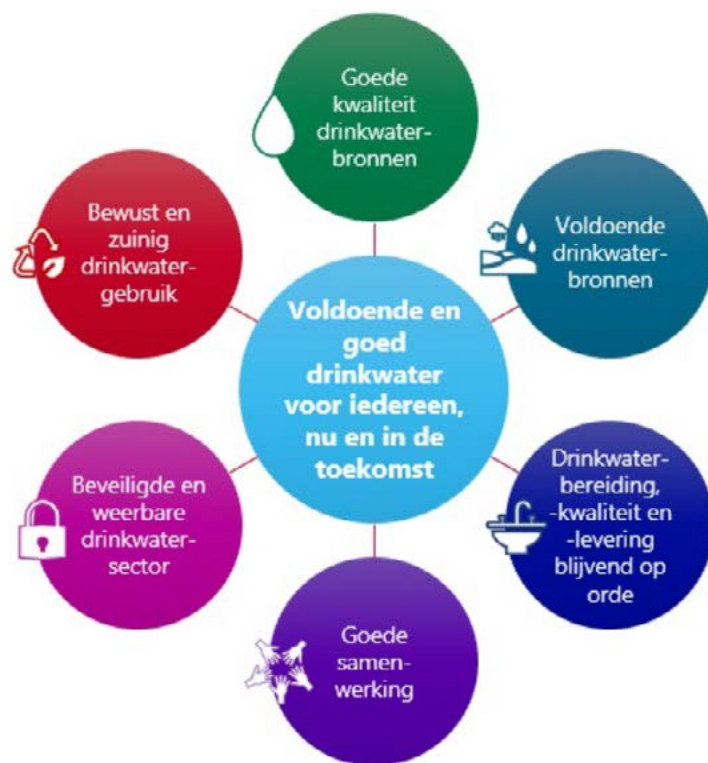 Goede
kwaliteit
drinkwater-
bronnen
Voldoende
drinkwater-
bronnen
Drinkwater-
bereiding,
-kwaliteit en
-levering
blijvend op
orde
Goede
samen-
werking
Beveiligde en
weerbare
drinkwater-
sector
Bewust en
zuinig
drinkwater-
gebruik
Voldoende en
goed
drinkwater
voor iedereen,
nu en in de
toekomst